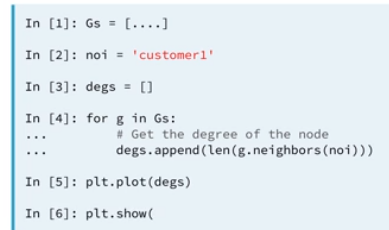 In [1]: Gs = [....]
In [2]: noi = 'customer1'
In [3]: degs = []
In [4]: for g in Gs:
...         # Get the degree of the node
...         degs.append(len(g.neighbors(noi)))
In [5]: plt.plot(degs)
In [6]: plt.show(